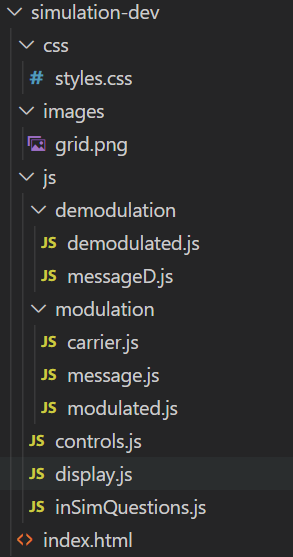 simulation-dev
css
# styles.css
images
grid.png
js
demodulation
JS demodulated.js
JS messageD.js
modulation
JS carrier.js
JS message.js
JS modulated.js
JS controls.js
JS display.js
JS inSimQuestions.js
<> index.html